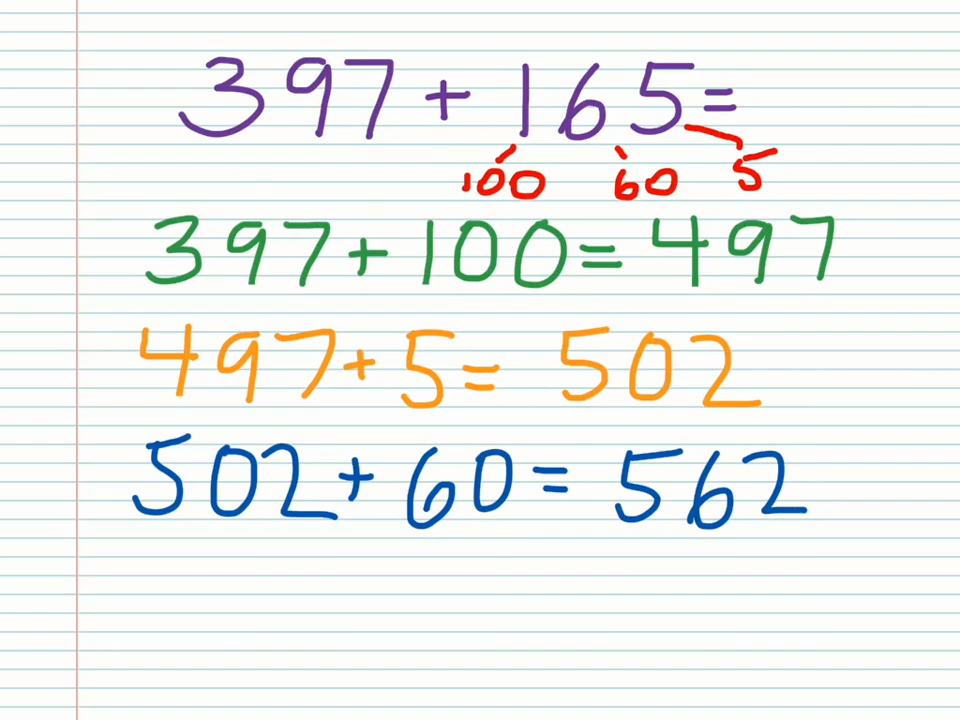 397 + 165 =
100 60 5
397 + 100 = 497
497 + 5 = 502
502 + 60 = 562